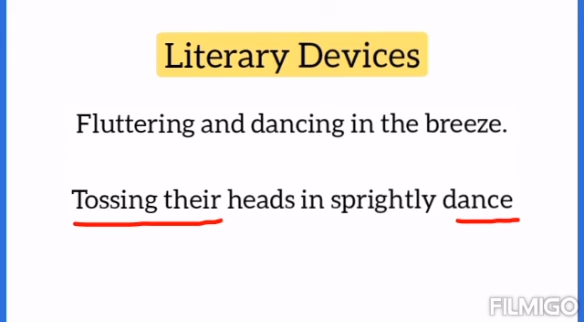 Literary Devices
Fluttering and dancing in the breeze.
Tossing their heads in sprightly dance
FILMIGO